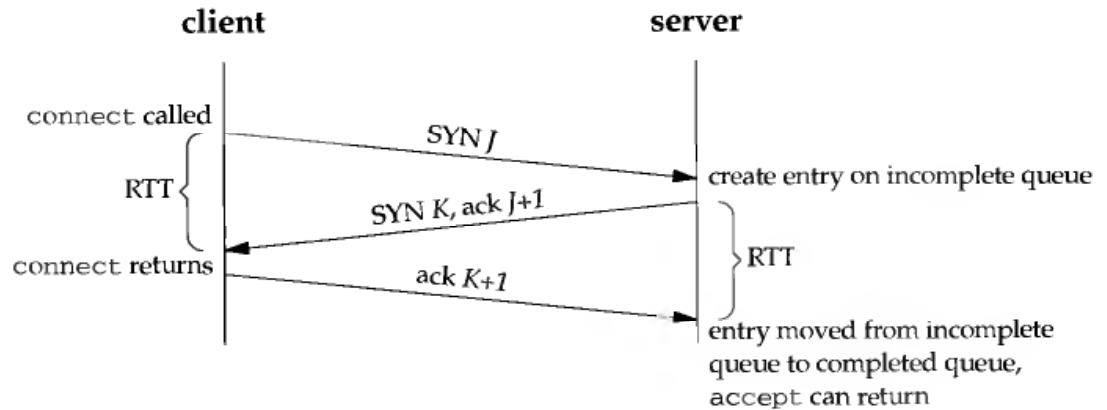 client
server
connect called
SYN J
RTT
create entry on incomplete queue
SYN K, ack J+1
RTT
connect returns
ack K+1
entry moved from incomplete
queue to completed queue,
accept can return